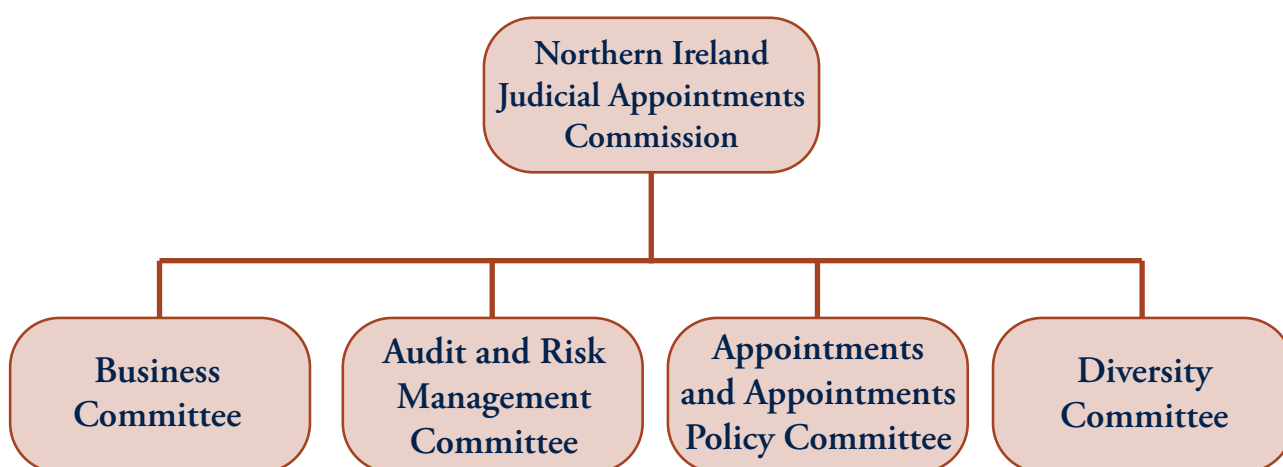 Northern Ireland
Judicial Appointments
Commission
Business
Committee
Audit and Risk
Management
Committee
Appointments
and Appointments
Policy Committee
Diversity
Committee